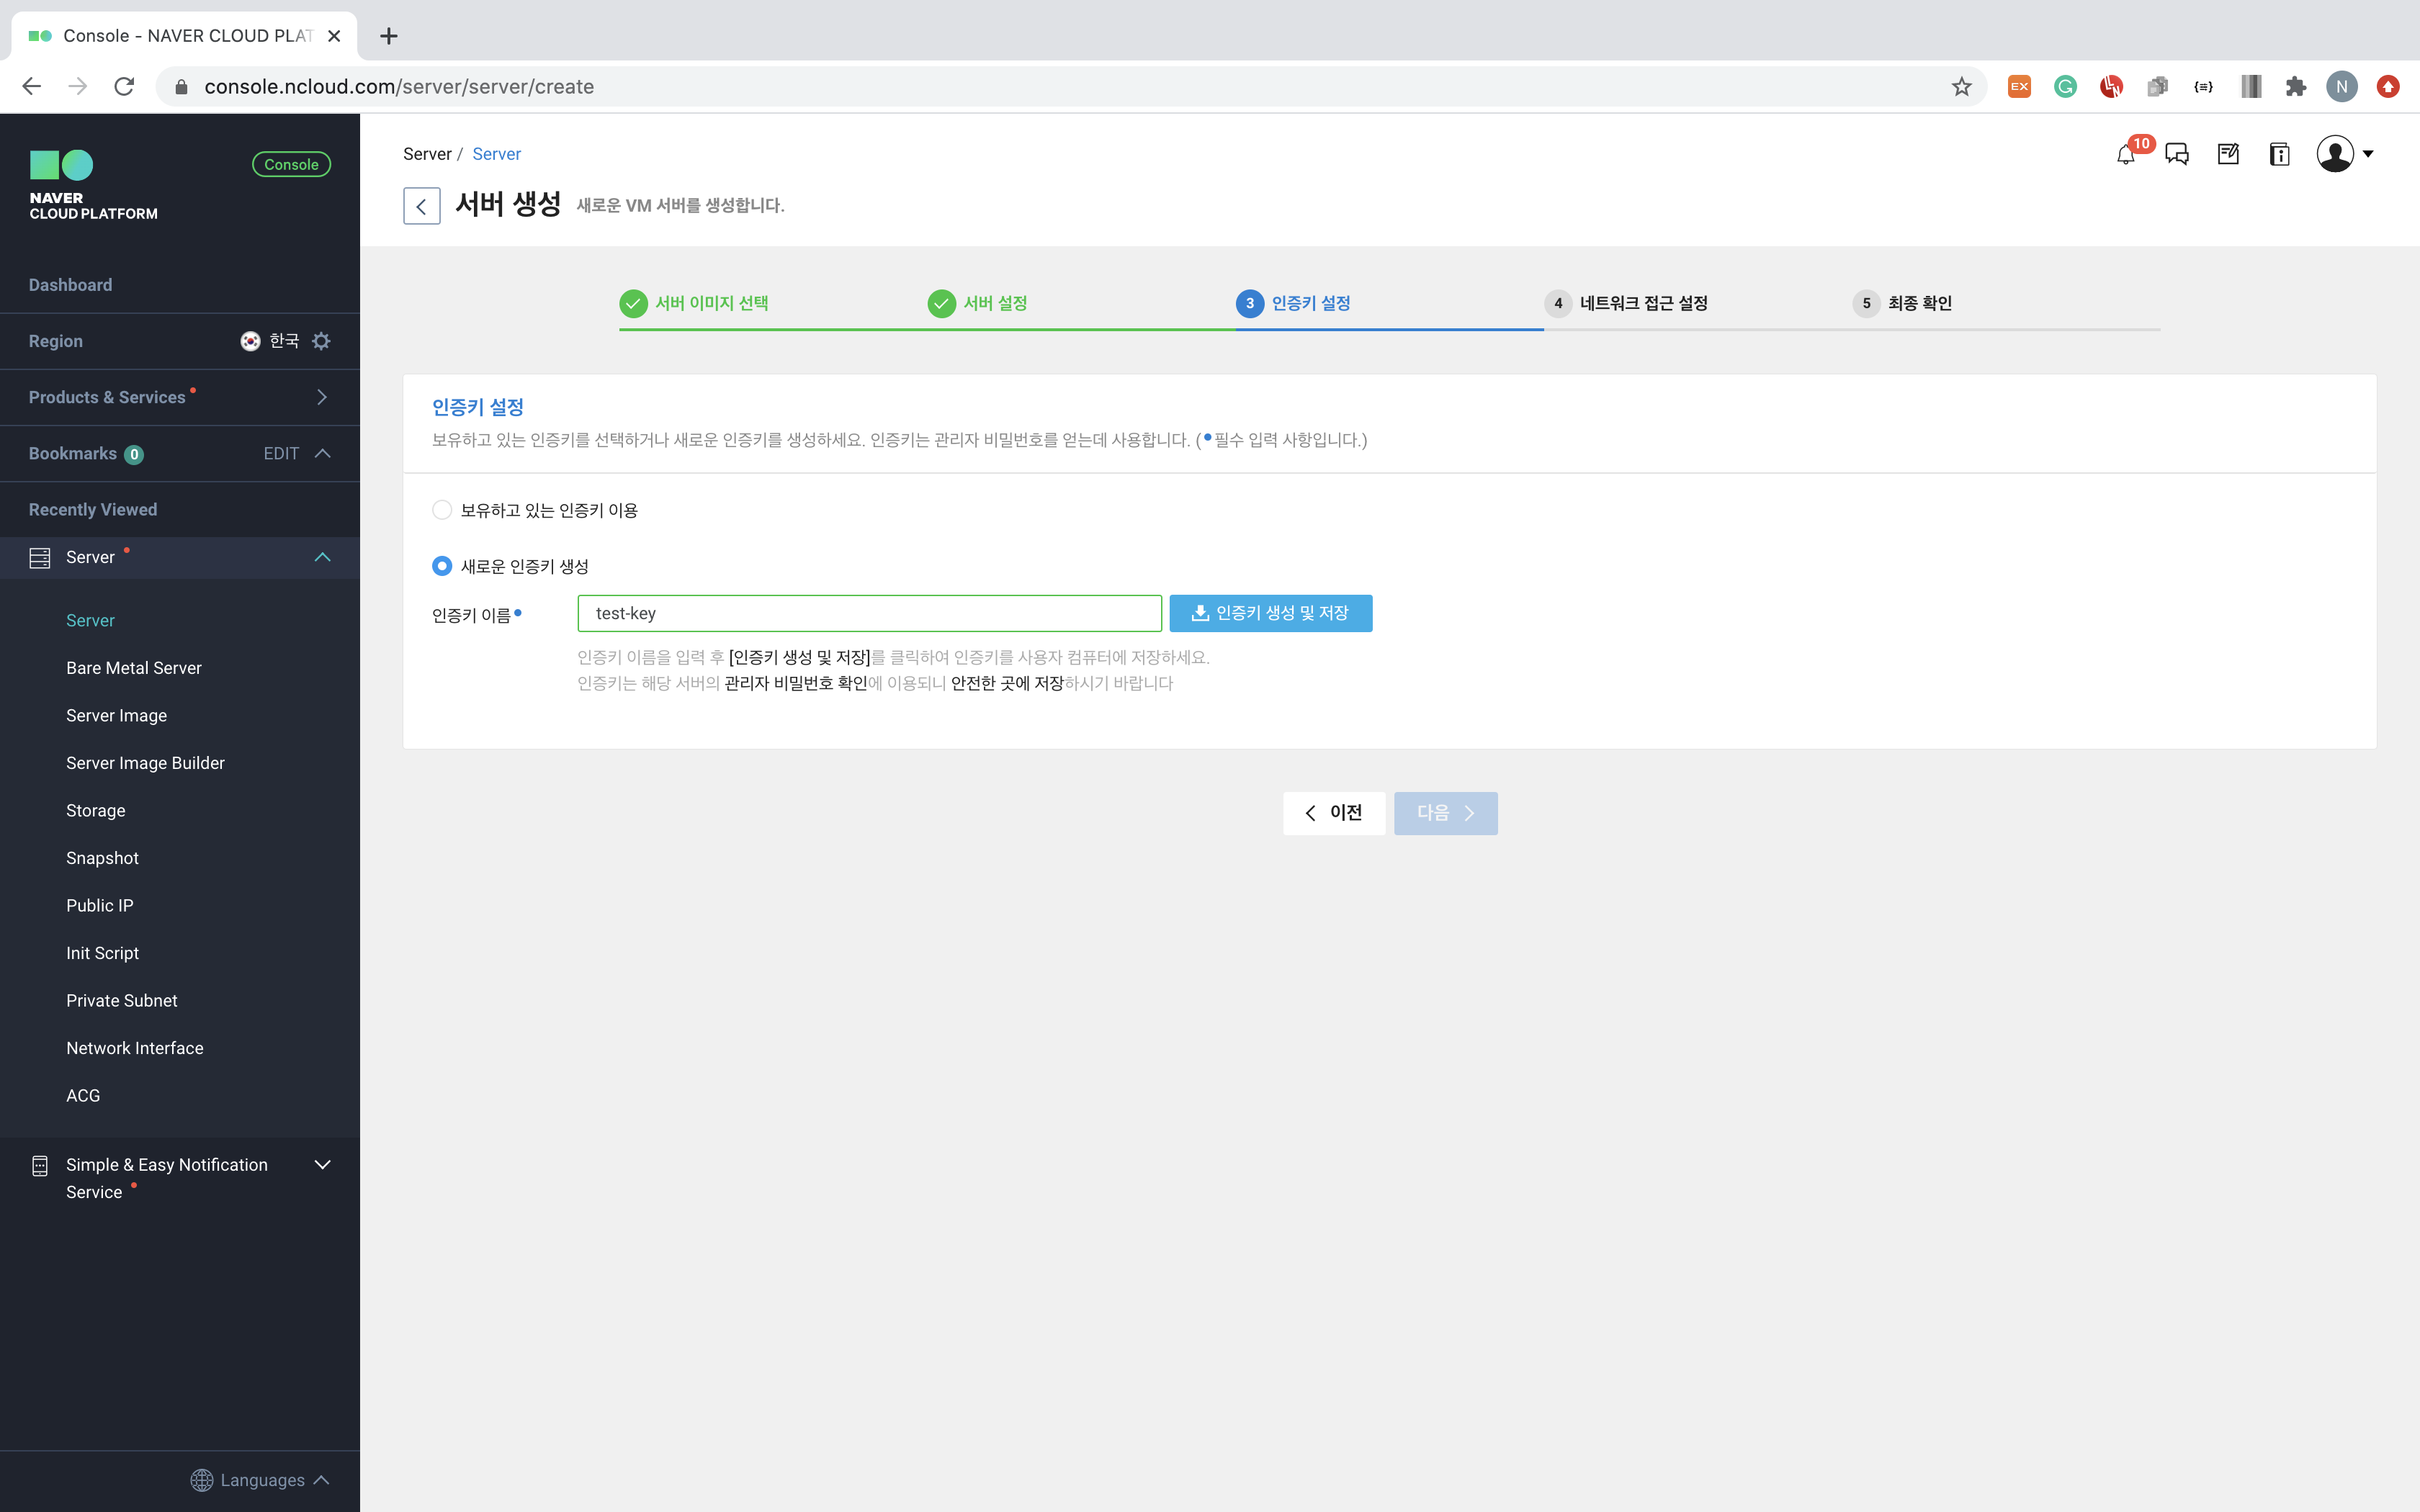 Console - NAVER CLOUD PLAT
console.ncloud.com/server/server/create
EX
N
NAVER
CLOUD PLATFORM
Console
Dashboard
Region 한국
Products & Services
Bookmarks 0 EDIT
Recently Viewed
Server
Server
Bare Metal Server
Server Image
Server Image Builder
Storage
Snapshot
Public IP
Init Script
Private Subnet
Network Interface
ACG
Simple & Easy Notification
Service
Languages
Server / Server
10
서버 생성 새로운 VM 서버를 생성합니다.
서버 이미지 선택
서버 설정
3 인증키 설정
4 네트워크 접근 설정
5 최종 확인
인증키 설정
보유하고 있는 인증키를 선택하거나 새로운 인증키를 생성하세요. 인증키는 관리자 비밀번호를 얻는데 사용합니다. (•필수 입력 사항입니다.)
보유하고 있는 인증키 이용
새로운 인증키 생성
인증키 이름• test-key 인증키 생성 및 저장
인증키 이름을 입력 후 [인증키 생성 및 저장]를 클릭하여 인증키를 사용자 컴퓨터에 저장하세요.
인증키는 해당 서버의 관리자 비밀번호 확인에 이용되니 안전한 곳에 저장하시기 바랍니다
이전 다음